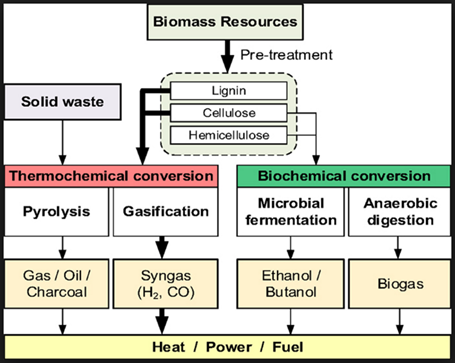 Biomass Resources
Pre-treatment
Lignin
Solid waste
Cellulose
Hemicellulose
Thermochemical conversion
Biochemical conversion
Pyrolysis
Gasification
Microbial
fermentation
Anaerobic
digestion
Gas / Oil /
Charcoal
Syngas
(H₂, CO)
Ethanol /
Butanol
Biogas
Heat / Power / Fuel